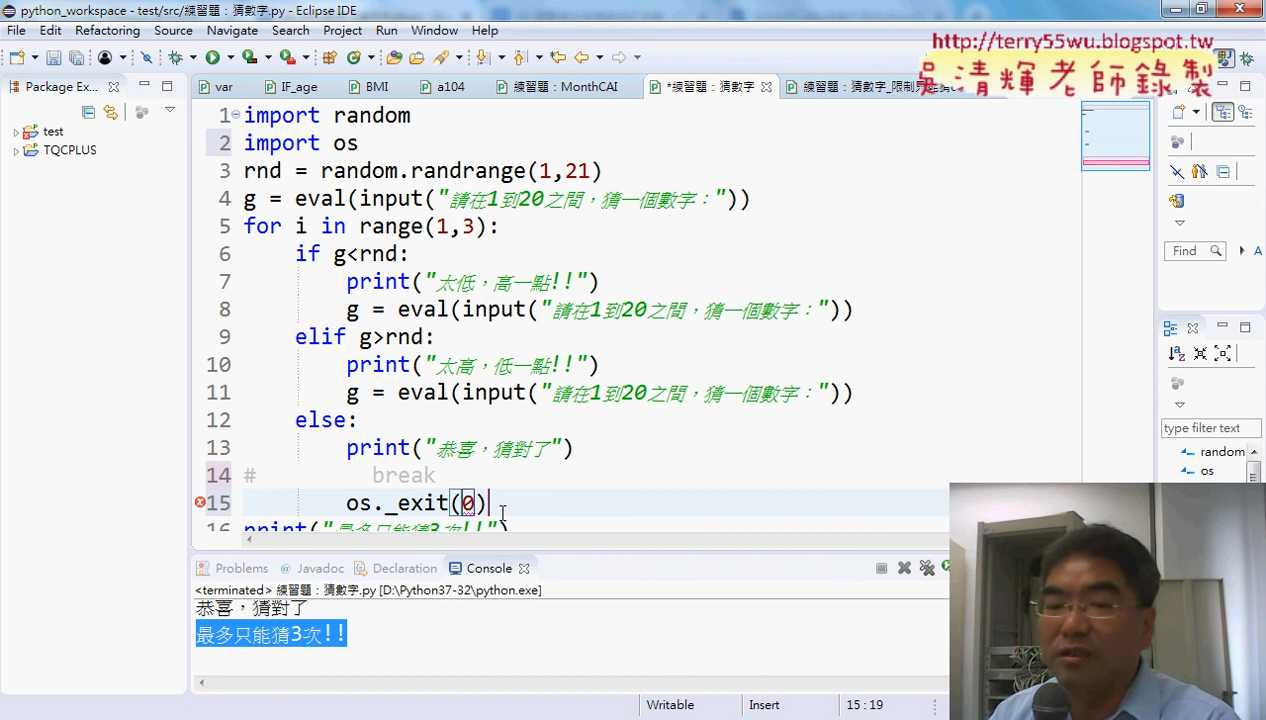 python_workspace - test/src/練習題：猜數字.py - Eclipse IDE
File Edit Refactoring Source Navigate Search Project Run Window Help
http://terry55wu.blogspot.tw
吳清輝老師錄製
Package Ex...
var IF_age BMI a104 練習題：MonthCAI *練習題：猜數字 練習題：猜數字_限制
test
TQCPLUS
1 import random
2 import os
3 rnd = random.randrange(1,21)
4 g = eval(input("請在1到20之間，猜一個數字："))
5 for i in range(1,3):
6 if g<rnd:
7 print("太低，高一點!!")
8 g = eval(input("請在1到20之間，猜一個數字："))
9 elif g>rnd:
10 print("太高，低一點!!")
11 g = eval(input("請在1到20之間，猜一個數字："))
12 else:
13 print("恭喜，猜對了")
14 # break
15 os._exit(0)
16 print("最多只能猜3次!!")
Find
A
type filter text
random
os
Problems Javadoc Declaration Console
<terminated> 練習題：猜數字.py [D:\Python37-32\python.exe]
恭喜，猜對了
最多只能猜3次!!
Writable Insert 15:19